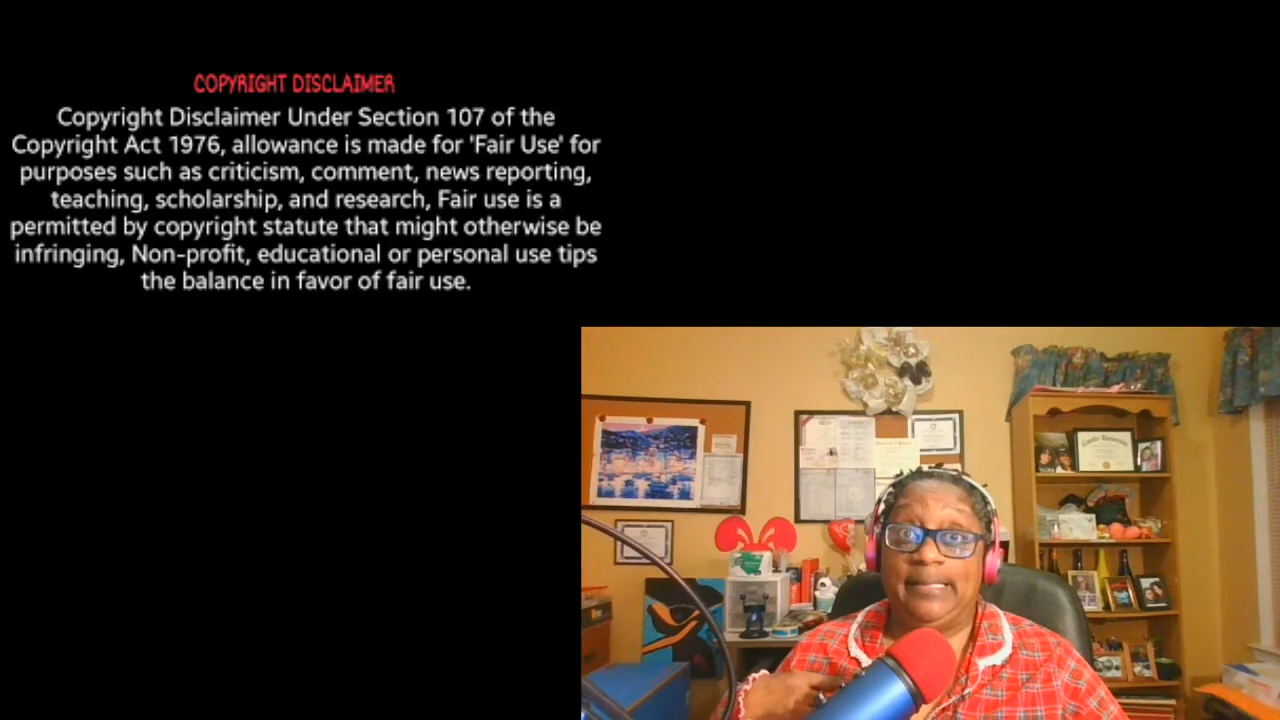 COPYRIGHT DISCLAIMER
Copyright Disclaimer Under Section 107 of the
Copyright Act 1976, allowance is made for 'Fair Use' for
purposes such as criticism, comment, news reporting,
teaching, scholarship, and research, Fair use is a
permitted by copyright statute that might otherwise be
infringing, Non-profit, educational or personal use tips
the balance in favor of fair use.